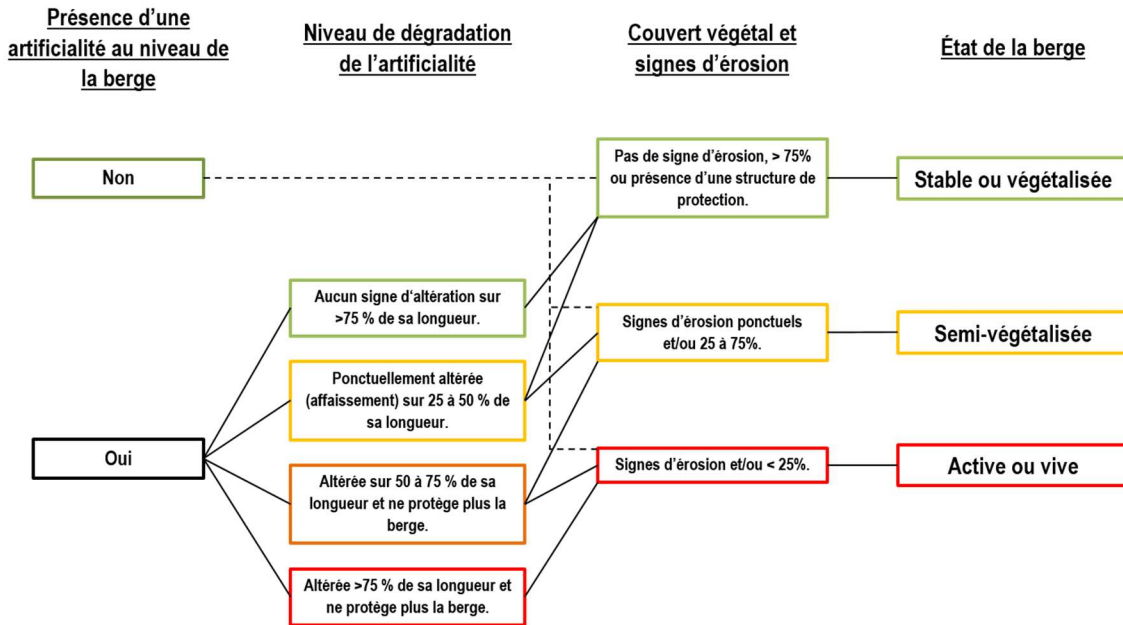 Présence d'une
artificialité au niveau de
la berge
Niveau de dégradation
de l'artificialité
Couvert végétal et
signes d'érosion
État de la berge
Non
Pas de signe d'érosion, > 75%
ou présence d'une structure de
protection.
Stable ou végétalisée
Aucun signe d'altération sur
>75 % de sa longueur.
Signes d'érosion ponctuels
et/ou 25 à 75%.
Semi-végétalisée
Ponctuellement altérée
(affaissement) sur 25 à 50 % de
sa longueur.
Oui
Altérée sur 50 à 75 % de sa
longueur et ne protège plus la
berge.
Signes d'érosion et/ou < 25%.
Active ou vive
Altérée >75 % de sa longueur et
ne protège plus la berge.